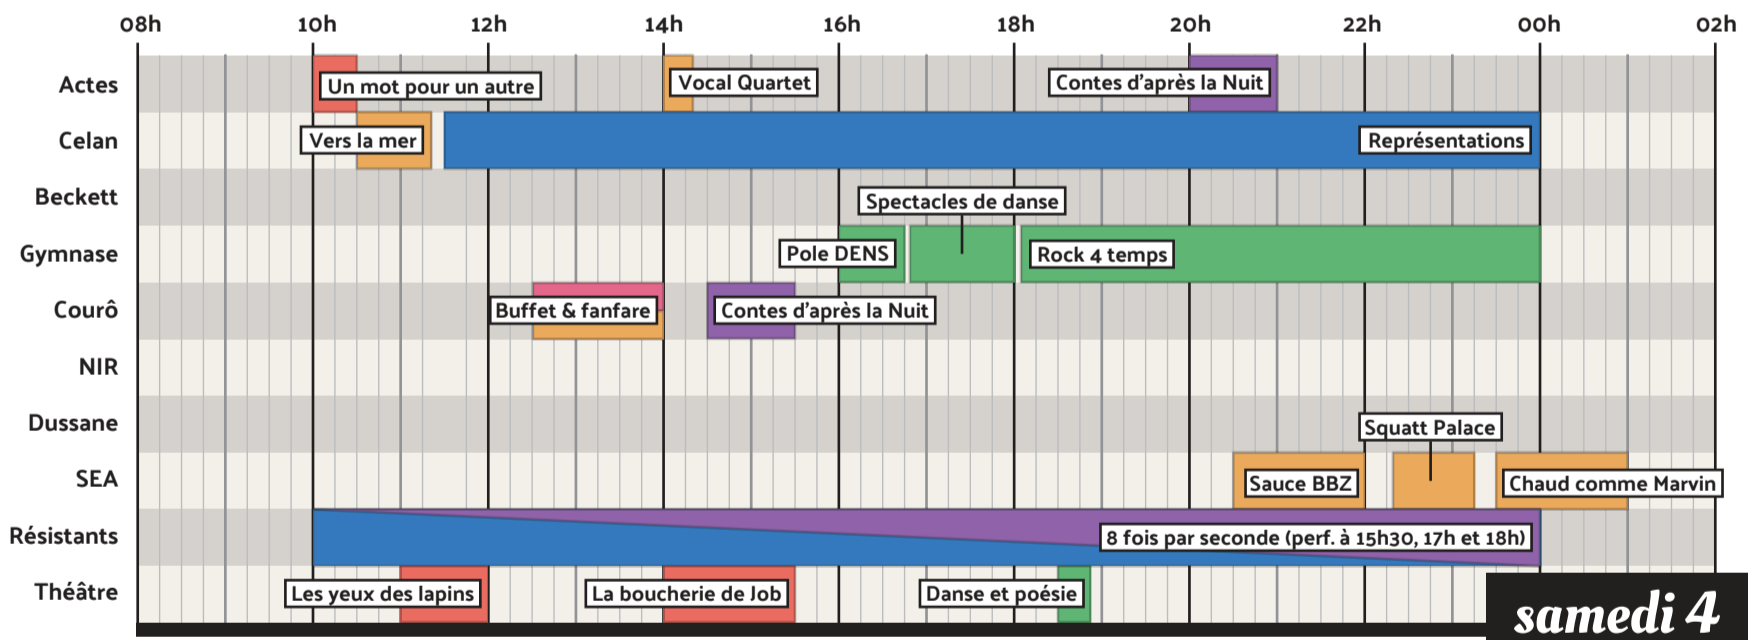 08h 10h 12h 14h 16h 18h 20h 22h 00h 02h
Actes Un mot pour un autre Vocal Quartet Contes d'après la Nuit
Celan Vers la mer Représentations
Beckett Spectacles de danse
Gymnase Pole DENS Rock 4 temps
Courô Buffet & fanfare Contes d'après la Nuit
NIR
Dussane Squatt Palace
SEA Sauce BBZ Chaud comme Marvin
Résistants 8 fois par seconde (perf. à 15h30, 17h et 18h)
Théâtre Les yeux des lapins La boucherie de Job Danse et poésie
samedi 4